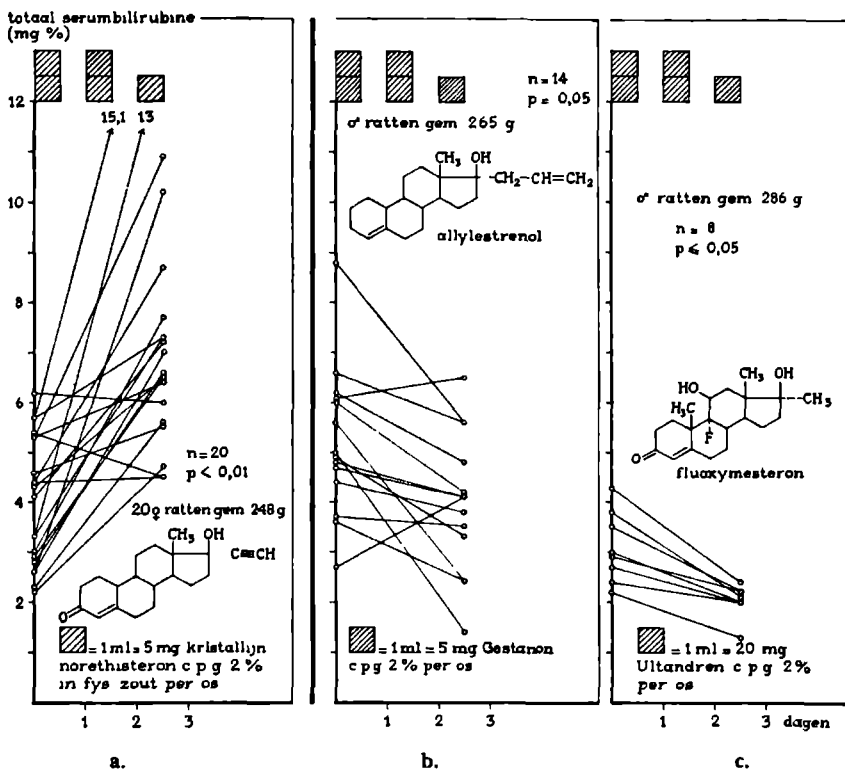 totaal serumbilirubine
(mg %)
12
10
8
6
4
2
15,1
13
n = 20
p < 0,01
20 ♀ ratten gem 248 g
CH₃
OH
C≡CH
O
= 1 ml = 5 mg kristallijn
norethisteron c p g 2 %
in fys zout per os
1
2
3
a.
n = 14
p = 0,05
♂ ratten gem 265 g
CH₃
OH
CH₂-CH=CH₂
allylestrenol
= 1 ml = 5 mg Gestanon
c p g 2 % per os
1
2
3
b.
♂ ratten gem 286 g
n = 8
p ⩽ 0,05
CH₃
OH
HO
H₃C
CH₃
F
O
fluoxymesteron
= 1 ml = 20 mg
Ultandren c p g 2%
per os
1
2
3
dagen
c.